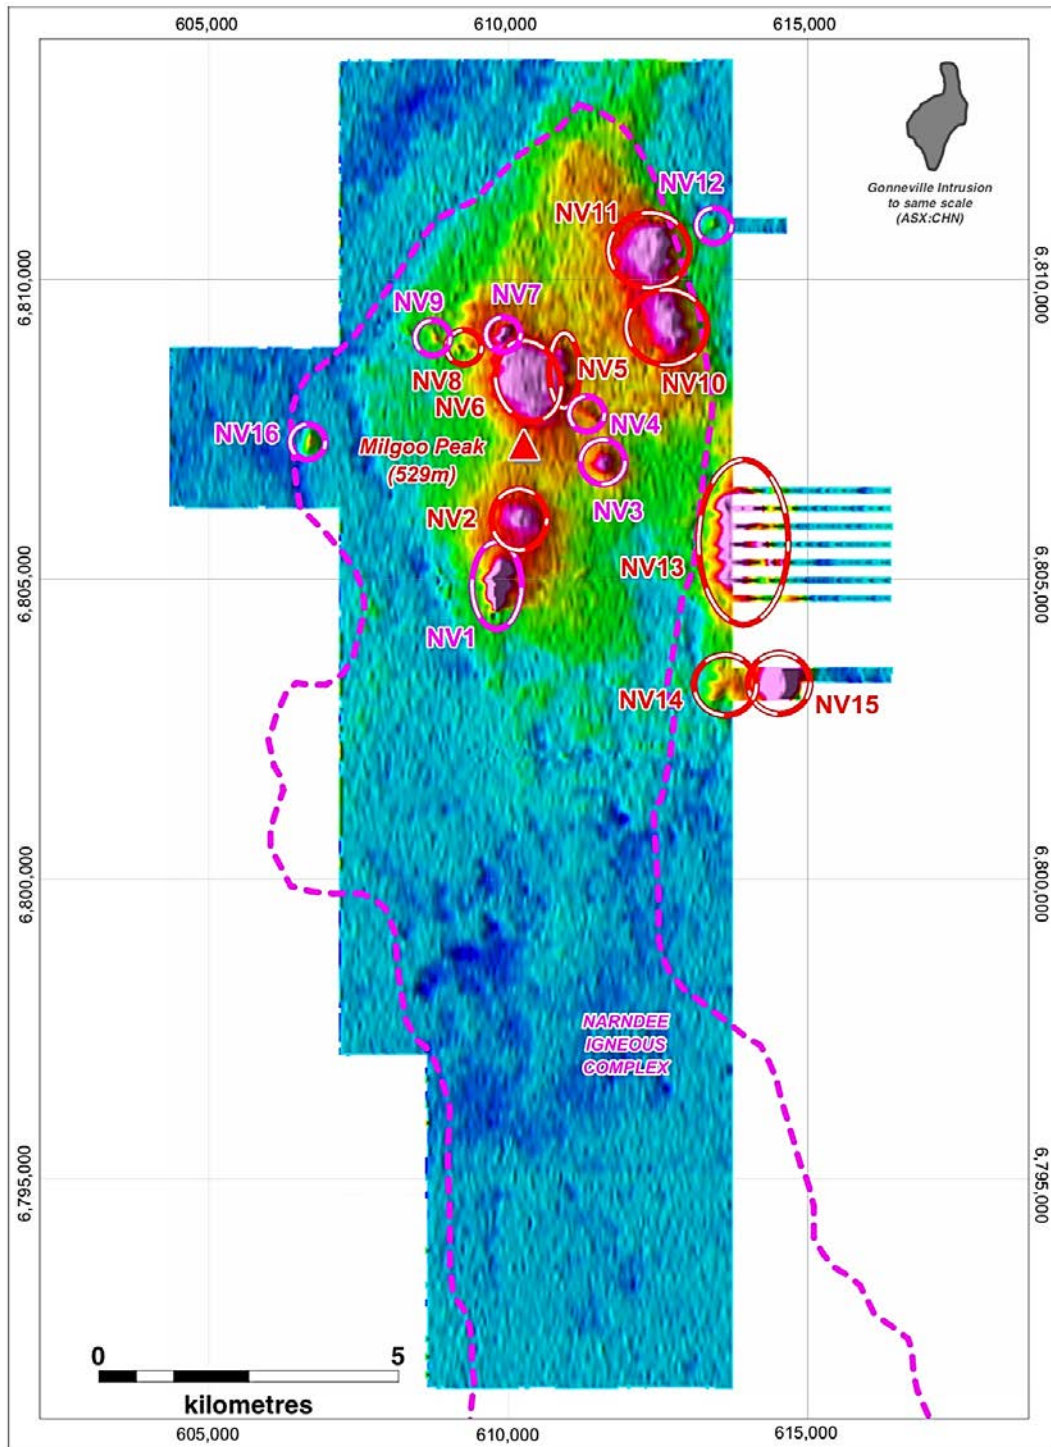 605,000
610,000
615,000
Gonneville Intrusion
to same scale
(ASX:CHN)
NV12
NV11
6,810,000
6,810,000
NV9
NV7
NV8
NV5
NV10
NV6
NV4
NV16
Milgoo Peak
(529m)
NV3
NV2
NV13
6,805,000
6,805,000
NV1
NV14
NV15
6,800,000
6,800,000
NARNDEE
IGNEOUS
COMPLEX
6,795,000
6,795,000
0
5
kilometres
605,000
610,000
615,000